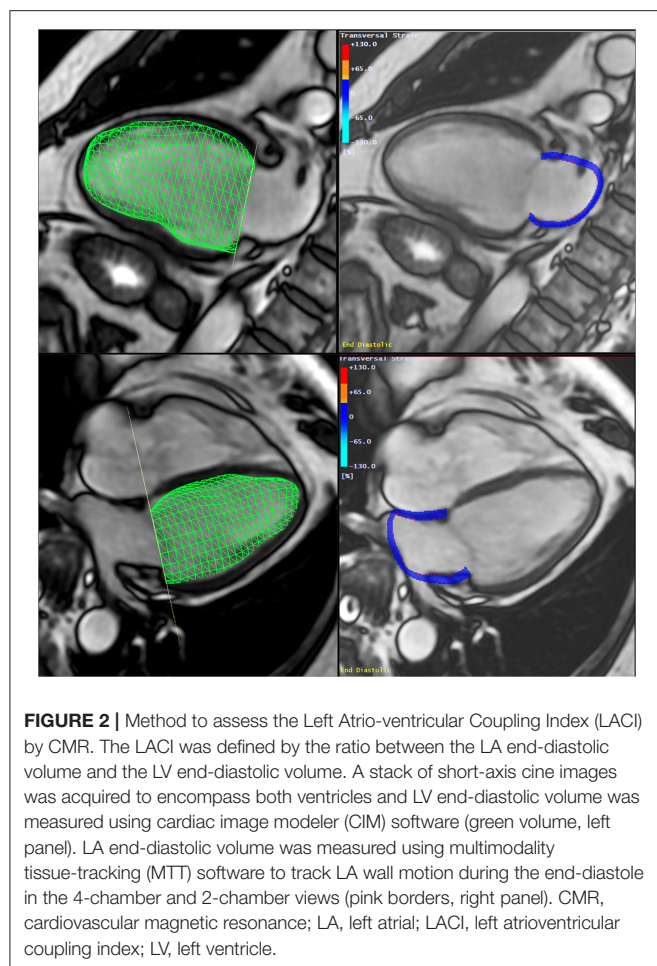 Transversal Strain
+130.0
+65.0
0
-65.0
-130.0
[%]
End Diastolic
Transversal Strain
+130.0
+65.0
0
-65.0
-130.0
[%]
End Diastolic
FIGURE 2 | Method to assess the Left Atrio-ventricular Coupling Index (LACI)
by CMR. The LACI was defined by the ratio between the LA end-diastolic
volume and the LV end-diastolic volume. A stack of short-axis cine images
was acquired to encompass both ventricles and LV end-diastolic volume was
measured using cardiac image modeler (CIM) software (green volume, left
panel). LA end-diastolic volume was measured using multimodality
tissue-tracking (MTT) software to track LA wall motion during the end-diastole
in the 4-chamber and 2-chamber views (pink borders, right panel). CMR,
cardiovascular magnetic resonance; LA, left atrial; LACI, left atrioventricular
coupling index; LV, left ventricle.